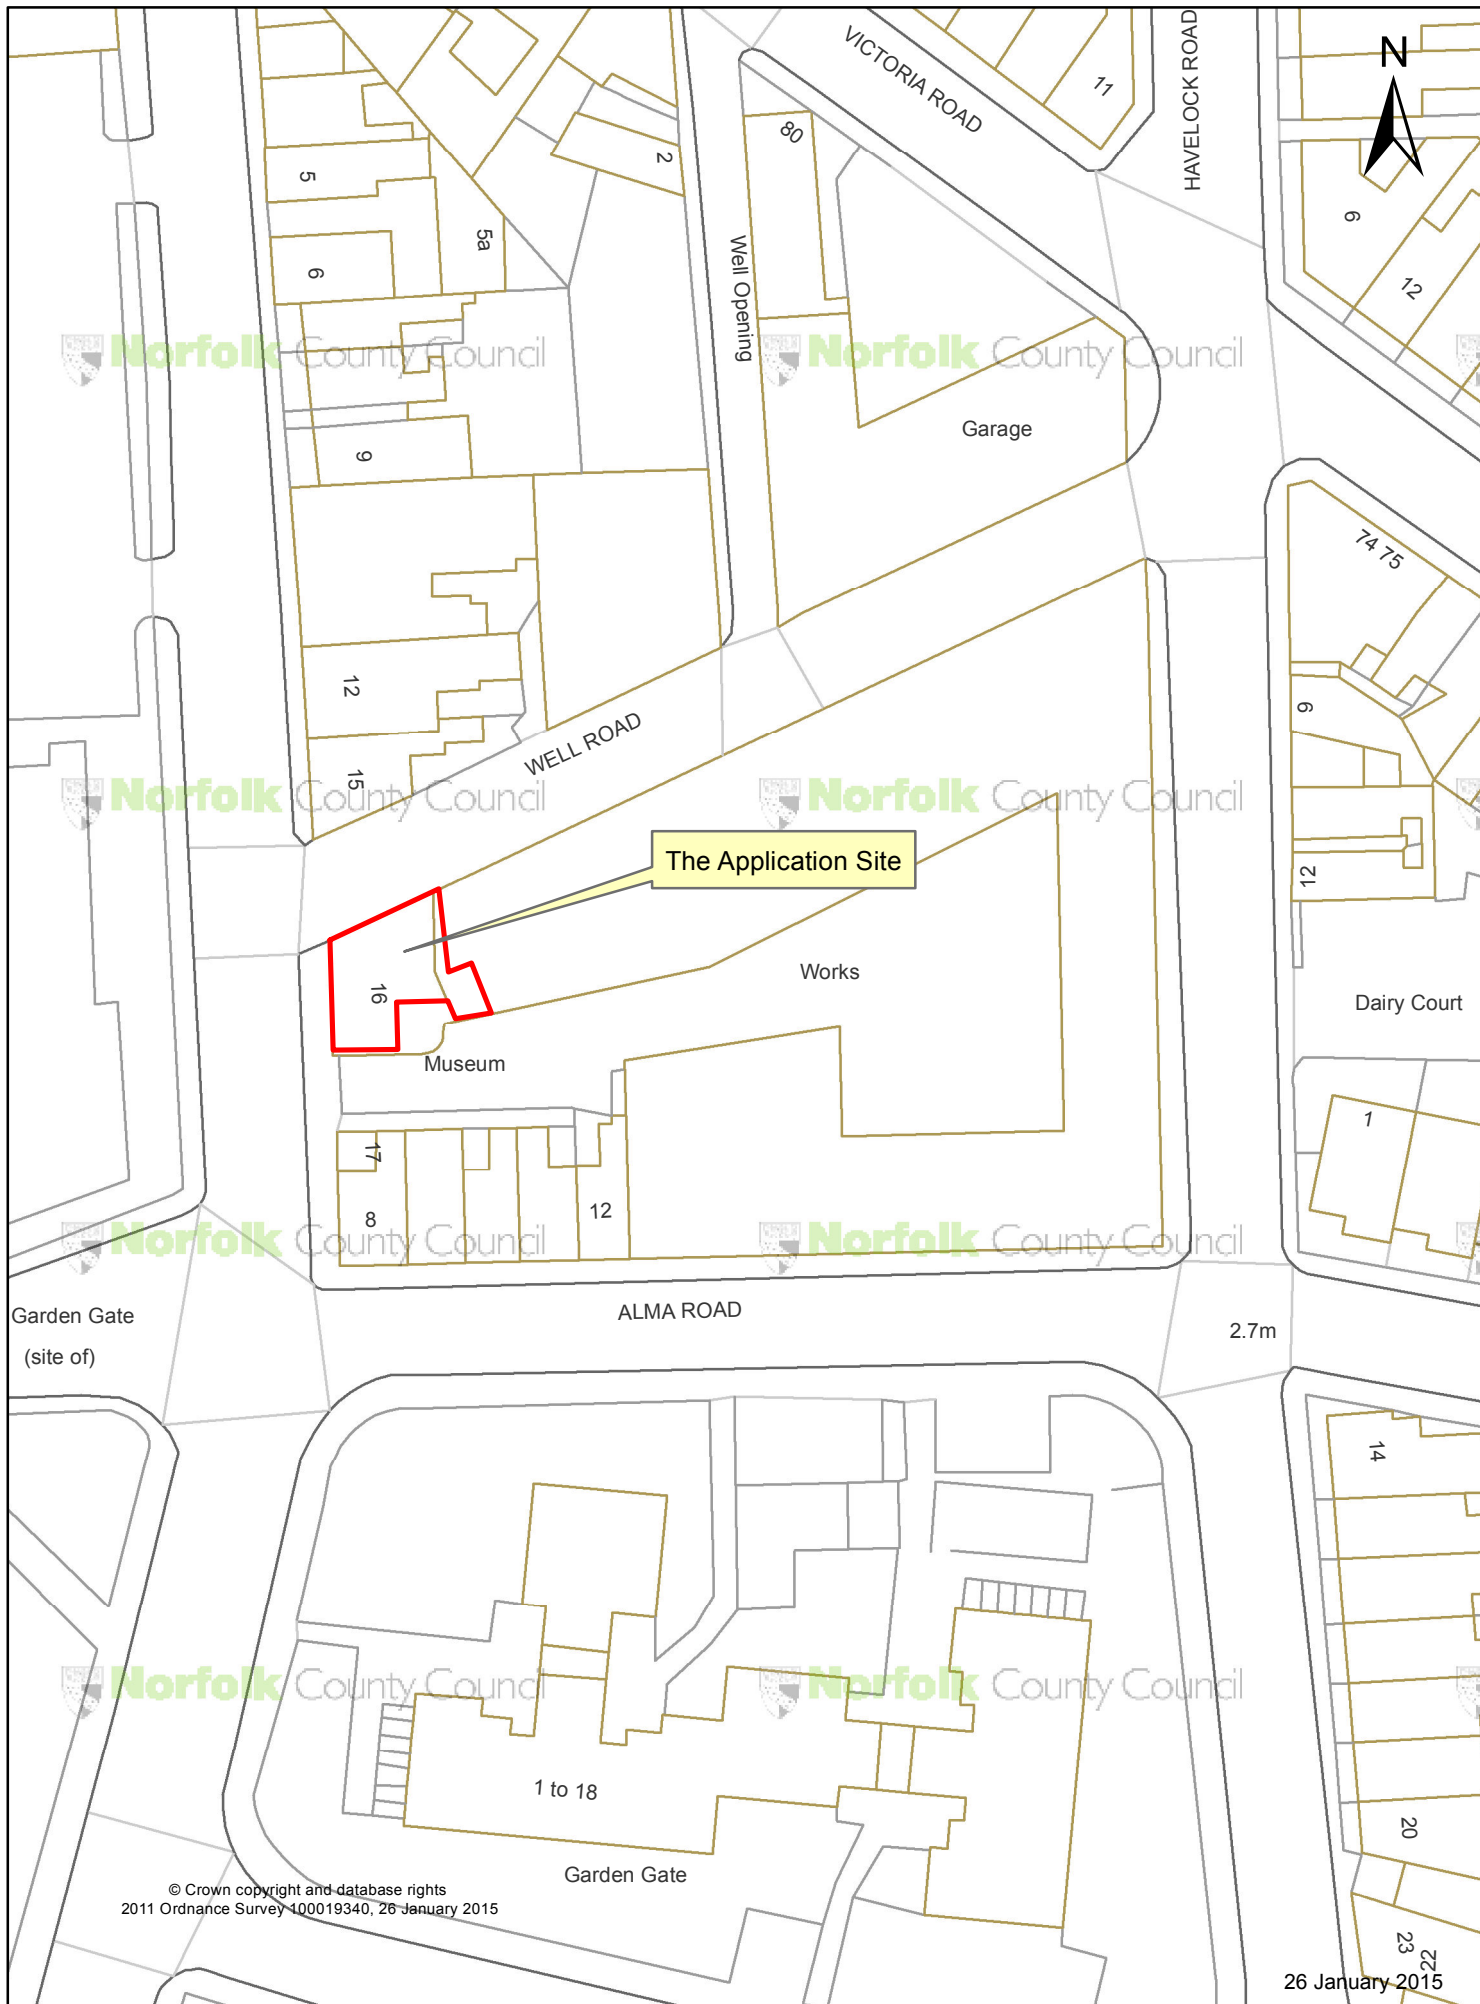 VICTORIA ROAD
HAVELOCK ROAD
N
11
80
2
5
5a
6
6
12
Well Opening
Norfolk County Council
Norfolk County Council
Garage
9
74 75
12
WELL ROAD
6
15
Norfolk County Council
Norfolk County Council
The Application Site
12
Works
16
Dairy Court
Museum
1
17
8
12
Norfolk County Council
Norfolk County Council
Garden Gate
(site of)
ALMA ROAD
2.7m
14
Norfolk County Council
Norfolk County Council
1 to 18
20
Garden Gate
© Crown copyright and database rights
2011 Ordnance Survey 100019340, 26 January 2015
23
22
26 January 2015